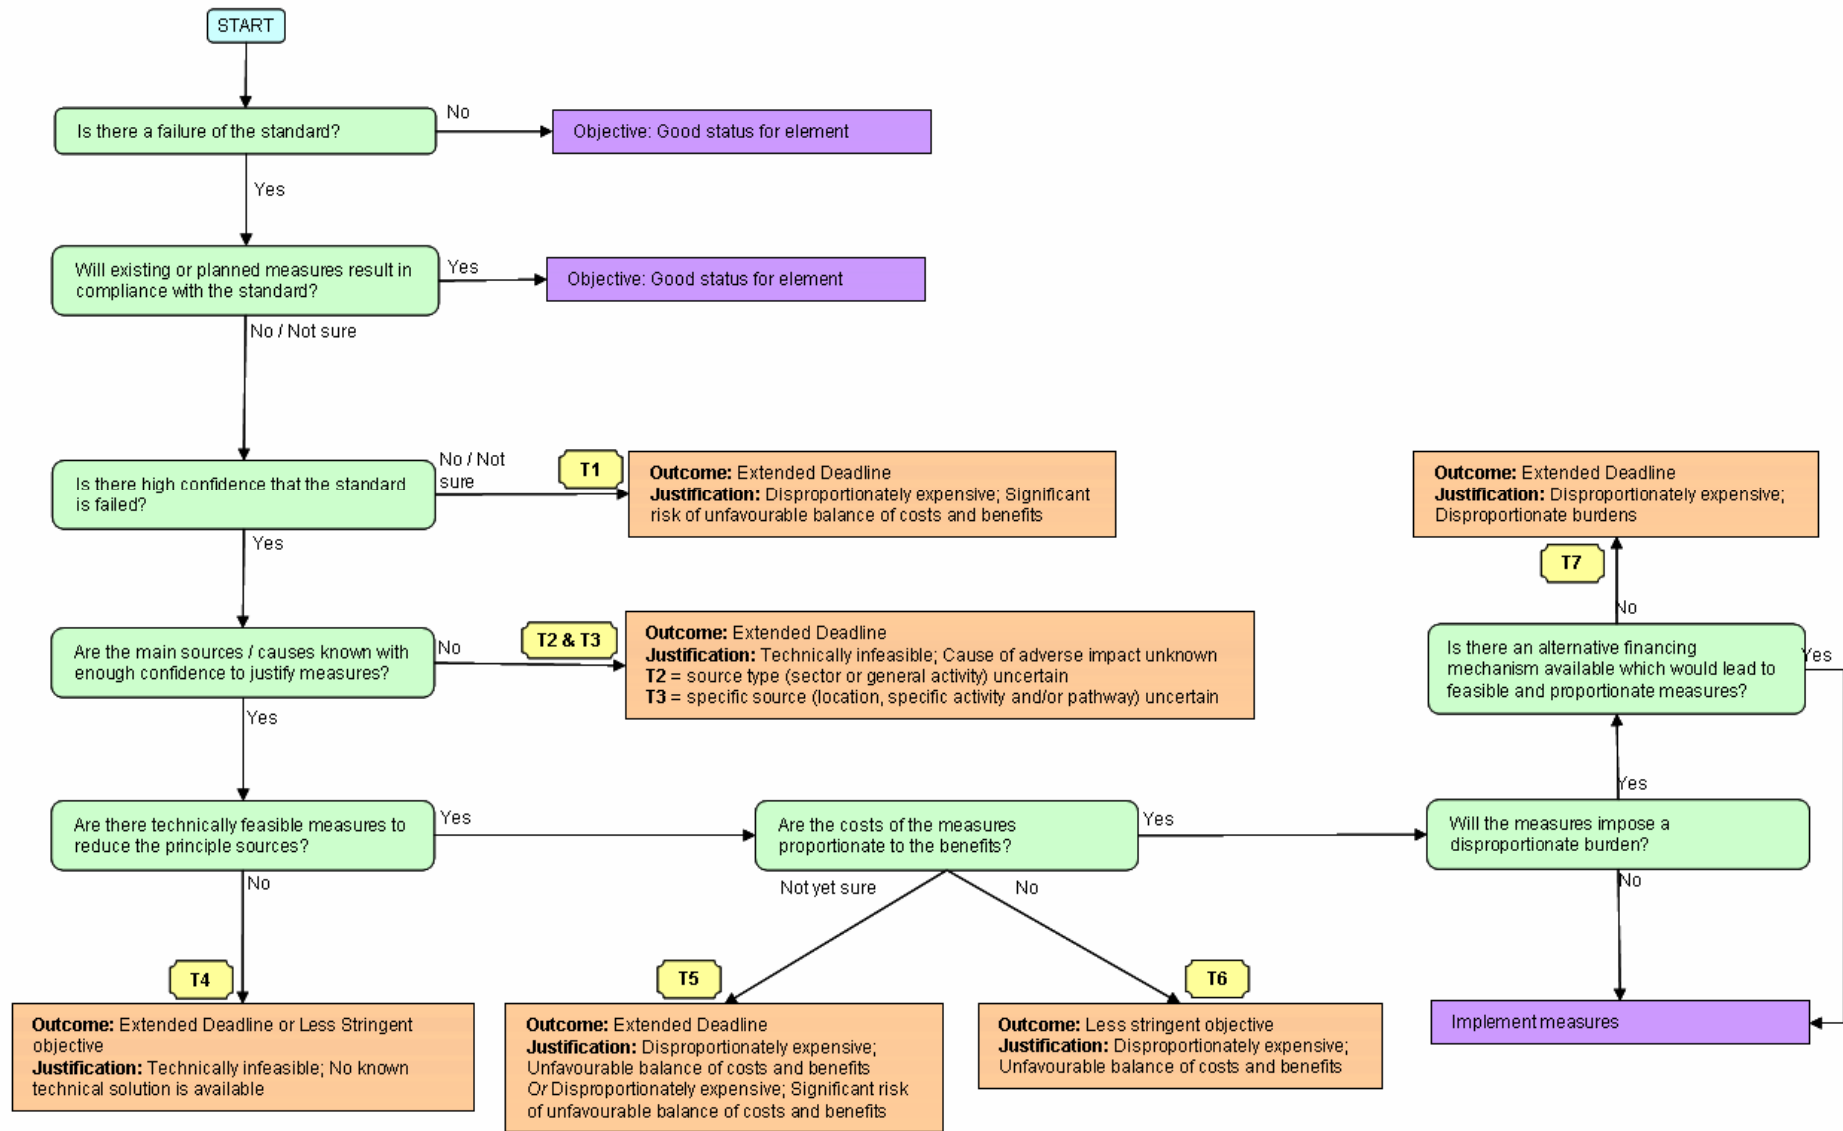 START
Is there a failure of the standard?
No
Objective: Good status for element
Yes
Will existing or planned measures result in
compliance with the standard?
Yes
Objective: Good status for element
No / Not sure
Is there high confidence that the standard
is failed?
No / Not
sure
T1
Outcome: Extended Deadline
Justification: Disproportionately expensive; Significant
risk of unfavourable balance of costs and benefits
Yes
Are the main sources / causes known with
enough confidence to justify measures?
No
T2 & T3
Outcome: Extended Deadline
Justification: Technically infeasible; Cause of adverse impact unknown
T2 = source type (sector or general activity) uncertain
T3 = specific source (location, specific activity and/or pathway) uncertain
Yes
Are there technically feasible measures to
reduce the principle sources?
Yes
No
T4
Outcome: Extended Deadline or Less Stringent
objective
Justification: Technically infeasible; No known
technical solution is available
Are the costs of the measures
proportionate to the benefits?
Yes
Not yet sure
No
T5
Outcome: Extended Deadline
Justification: Disproportionately expensive;
Unfavourable balance of costs and benefits
Or Disproportionately expensive; Significant risk
of unfavourable balance of costs and benefits
T6
Outcome: Less stringent objective
Justification: Disproportionately expensive;
Unfavourable balance of costs and benefits
Outcome: Extended Deadline
Justification: Disproportionately expensive;
Disproportionate burdens
T7
No
Is there an alternative financing
mechanism available which would lead to
feasible and proportionate measures?
Yes
Yes
Will the measures impose a
disproportionate burden?
No
Implement measures